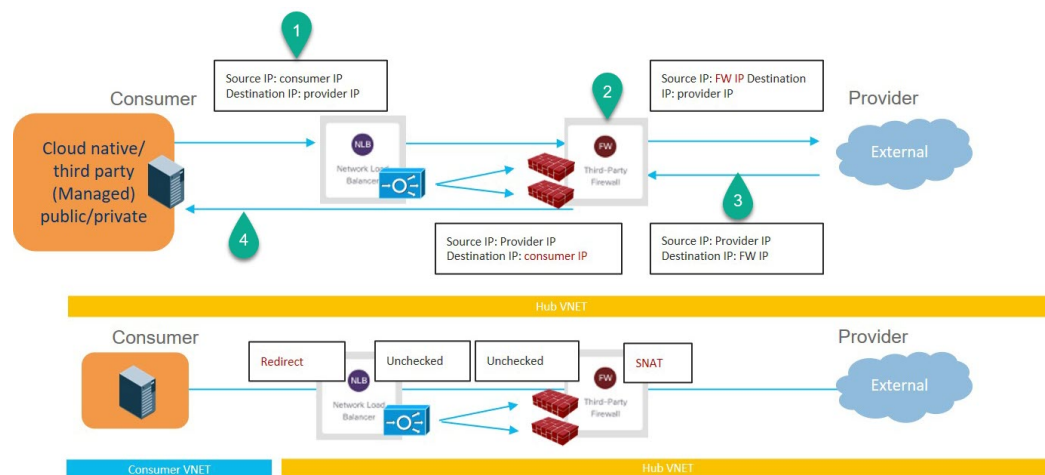 1
Source IP: consumer IP
Destination IP: provider IP
Consumer
2
Source IP: FW IP Destination
IP: provider IP
Provider
Cloud native/
third party
(Managed)
public/private
NLB
Network Load
Balancer
FW
Third-Party
Firewall
External
4
Source IP: Provider IP
Destination IP: consumer IP
3
Source IP: Provider IP
Destination IP: FW IP
Hub VNET
Consumer
Provider
Redirect
Unchecked
Unchecked
SNAT
NLB
Network Load
Balancer
FW
Third-Party
Firewall
External
Consumer VNET
Hub VNET